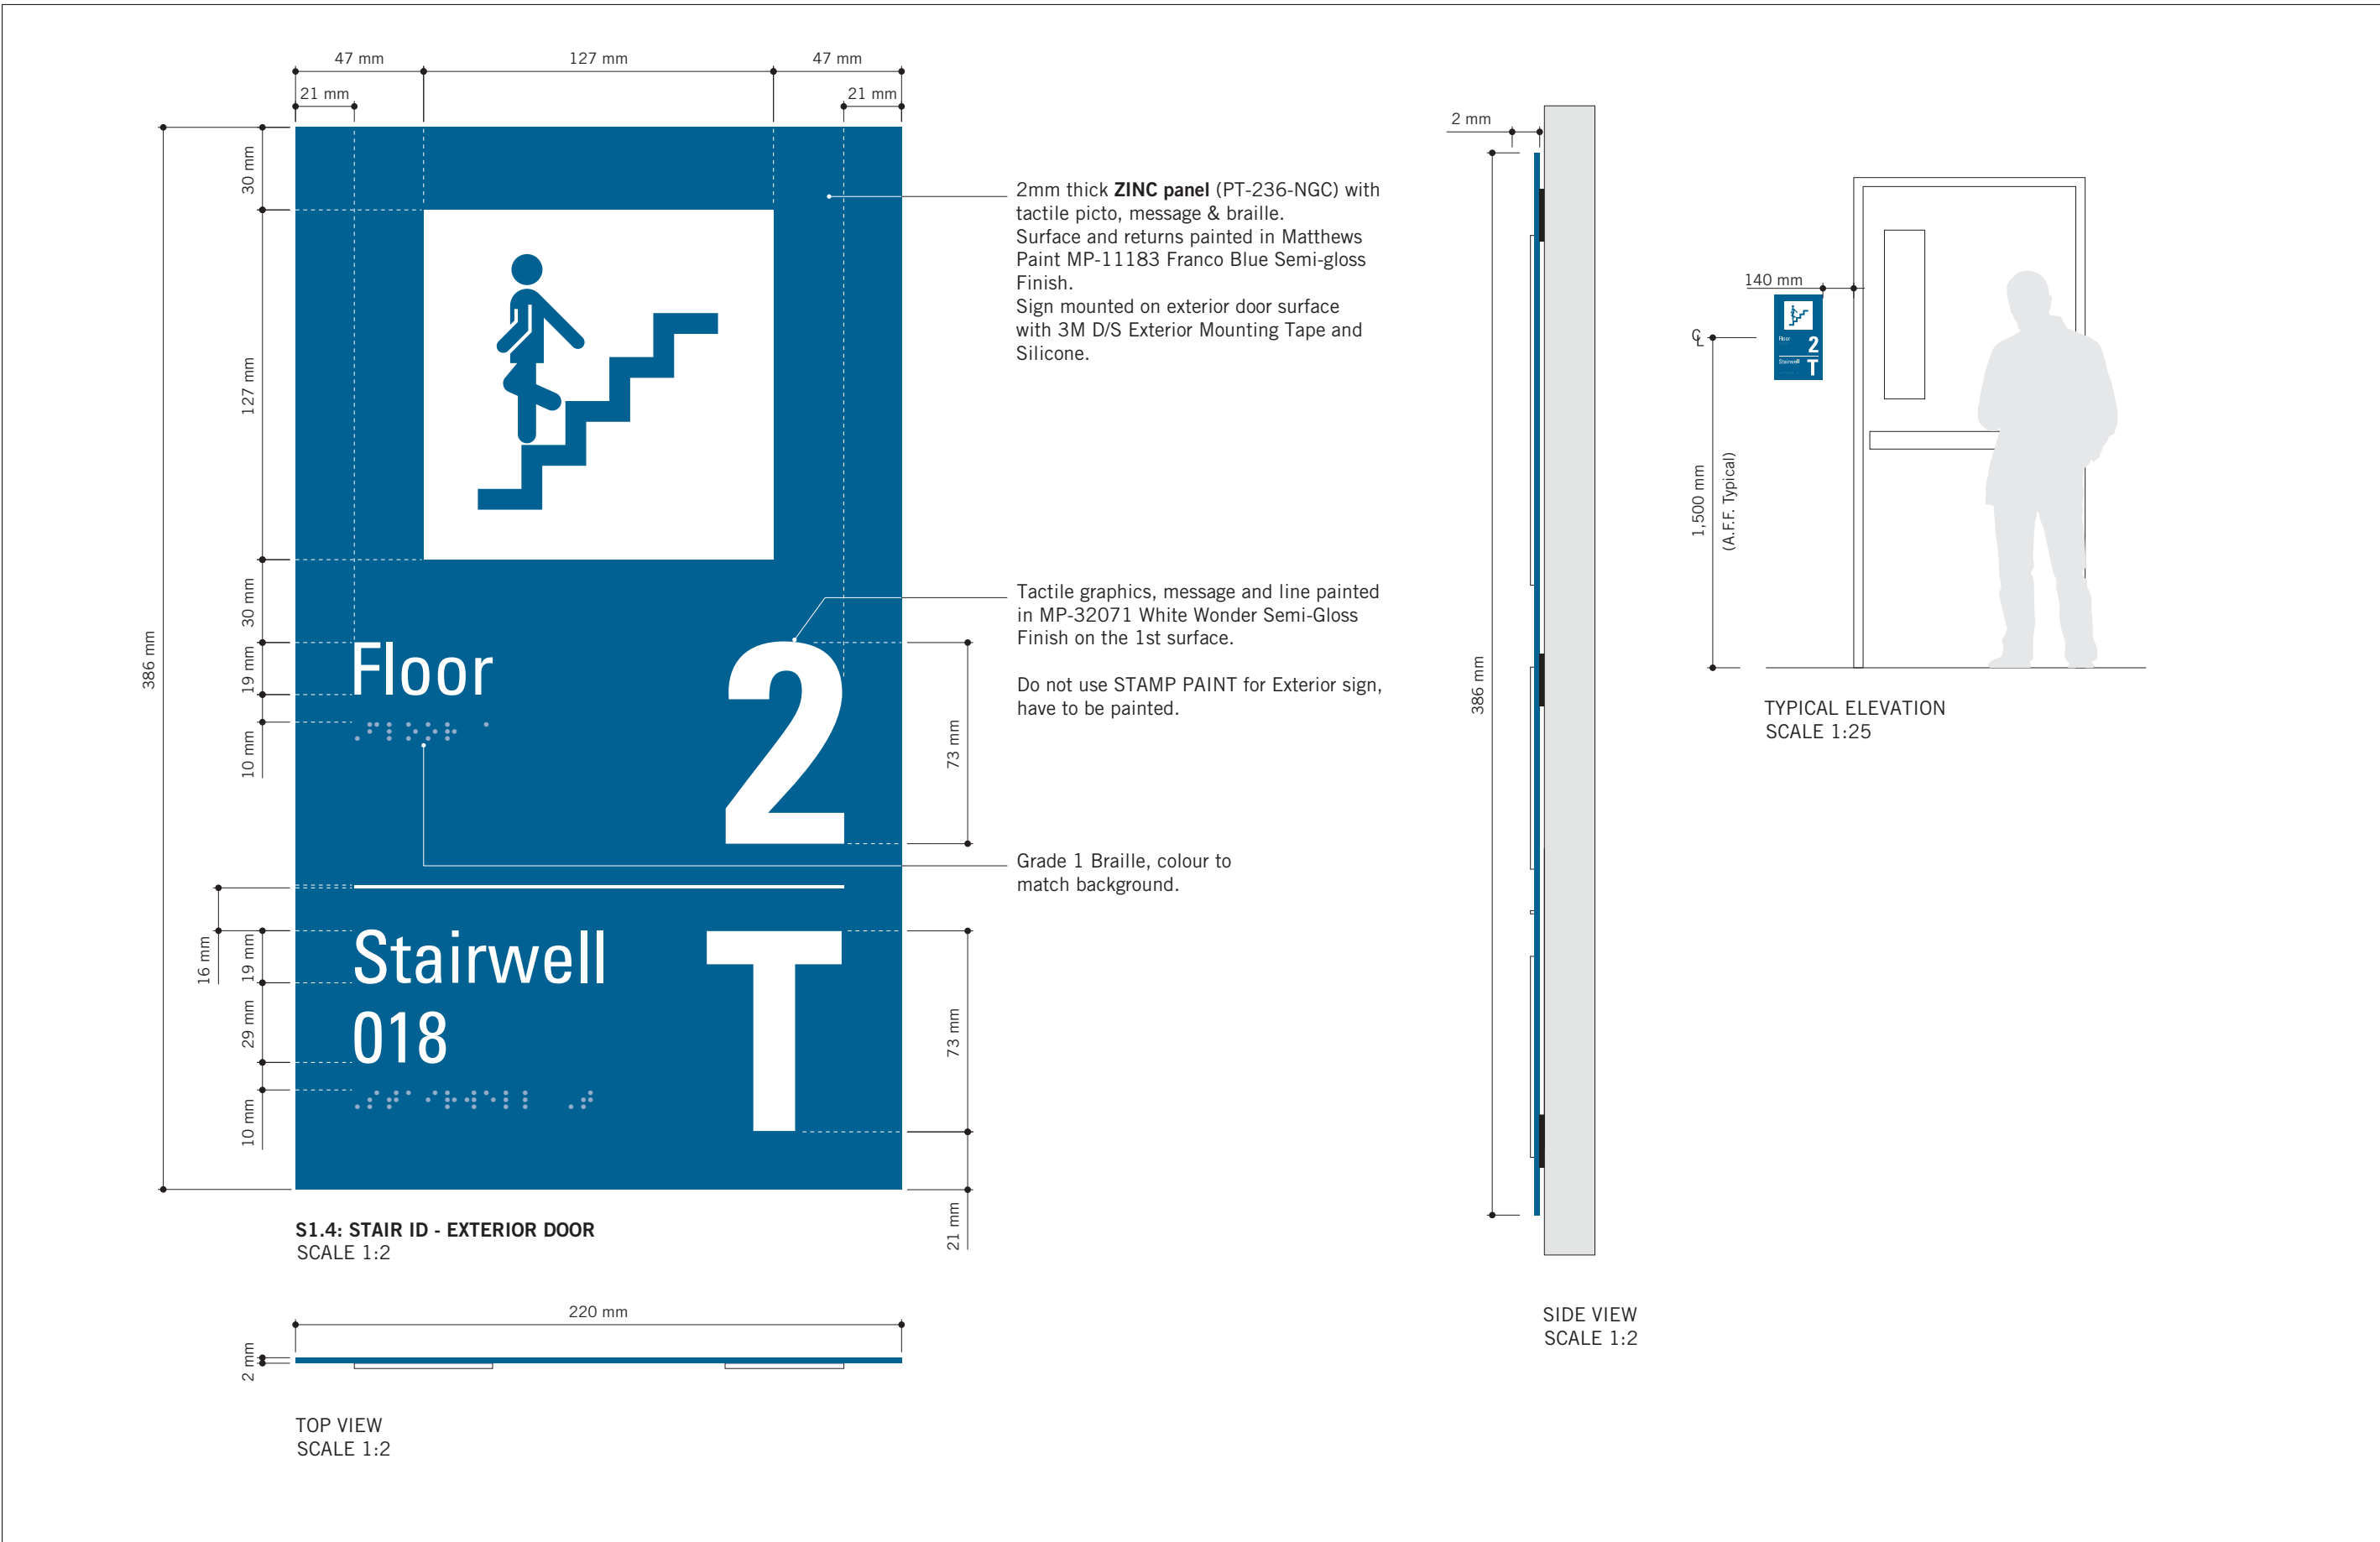 47 mm
127 mm
47 mm
21 mm
21 mm
30 mm
127 mm
30 mm
19 mm
10 mm
386 mm
16 mm
19 mm
29 mm
10 mm
Floor
2
Stairwell
018
T
73 mm
73 mm
21 mm
2mm thick ZINC panel (PT-236-NGC) with
tactile picto, message & braille.
Surface and returns painted in Matthews
Paint MP-11183 Franco Blue Semi-gloss
Finish.
Sign mounted on exterior door surface
with 3M D/S Exterior Mounting Tape and
Silicone.
Tactile graphics, message and line painted
in MP-32071 White Wonder Semi-Gloss
Finish on the 1st surface.
Do not use STAMP PAINT for Exterior sign,
have to be painted.
Grade 1 Braille, colour to
match background.
S1.4: STAIR ID - EXTERIOR DOOR
SCALE 1:2
220 mm
2 mm
TOP VIEW
SCALE 1:2
2 mm
386 mm
SIDE VIEW
SCALE 1:2
140 mm
CL
Floor
2
Stairwell
T
1,500 mm
(A.F.F. Typical)
TYPICAL ELEVATION
SCALE 1:25